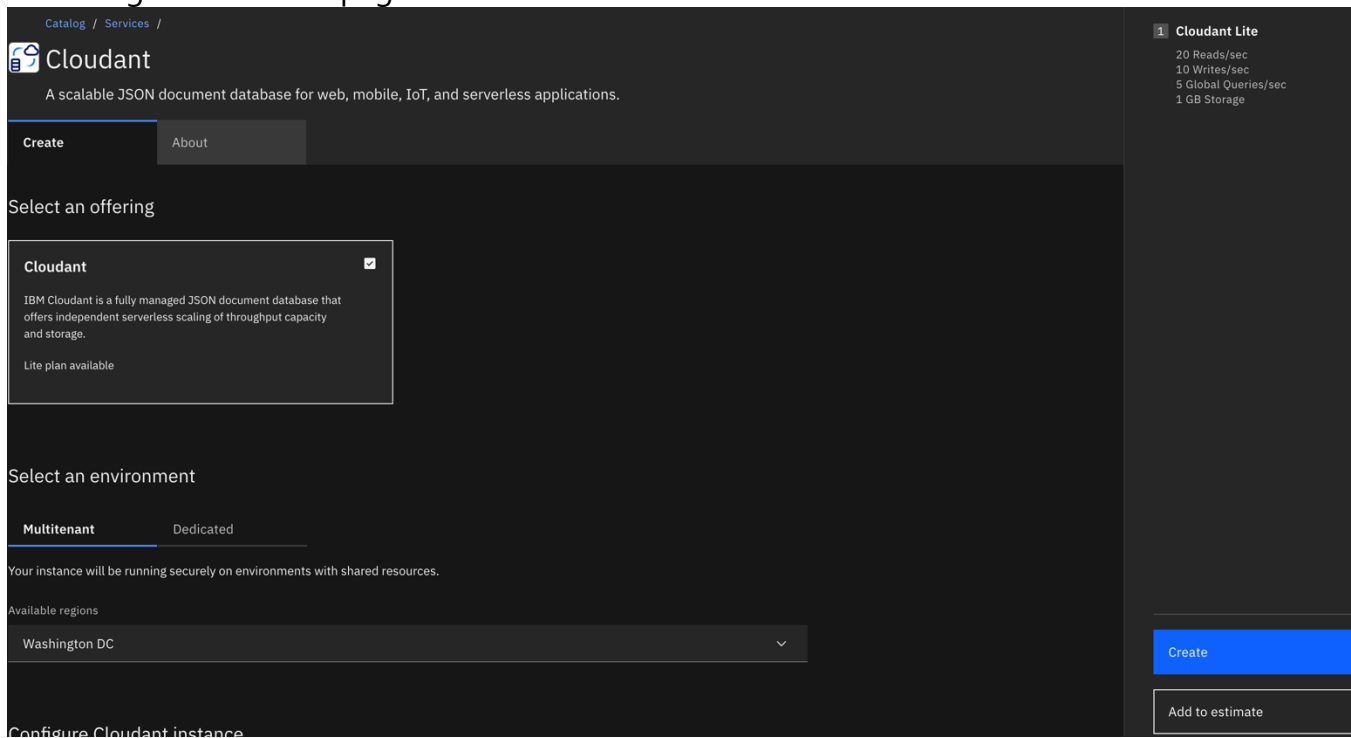 Catalog / Services /
Cloudant
A scalable JSON document database for web, mobile, IoT, and serverless applications.
Create
About
Select an offering
Cloudant
IBM Cloudant is a fully managed JSON document database that
offers independent serverless scaling of throughput capacity
and storage.
Lite plan available
Select an environment
Multitenant
Dedicated
Your instance will be running securely on environments with shared resources.
Available regions
Washington DC
Configure Cloudant instance
1 Cloudant Lite
20 Reads/sec
10 Writes/sec
5 Global Queries/sec
1 GB Storage
Create
Add to estimate